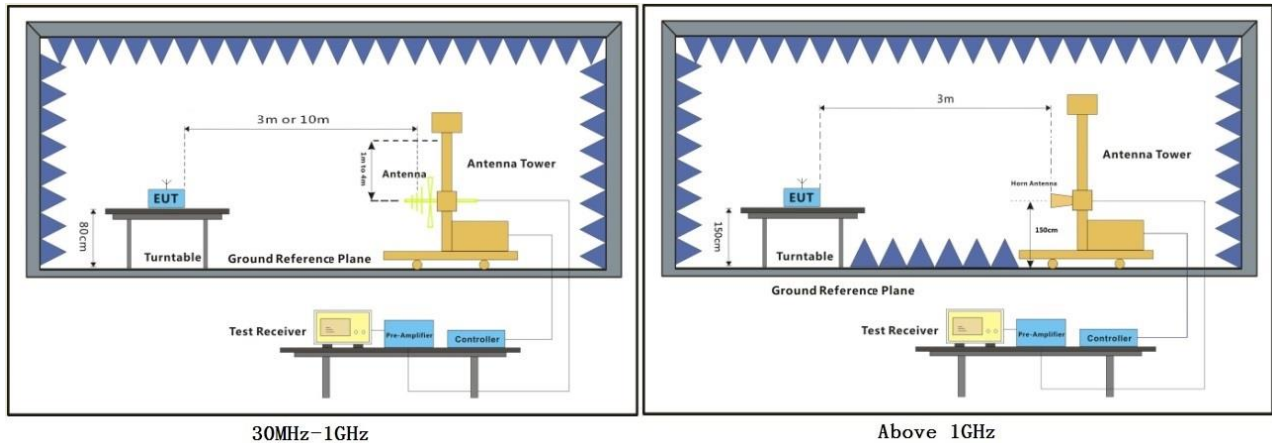 3m or 10m
1m to 4m
Antenna
Antenna Tower
EUT
80cm
Turntable
Ground Reference Plane
Test Receiver
Pre-Amplifier
Controller
30MHz-1GHz
3m
Antenna Tower
Horn Antenna
EUT
150cm
150cm
Turntable
Ground Reference Plane
Test Receiver
Pre-Amplifier
Controller
Above 1GHz